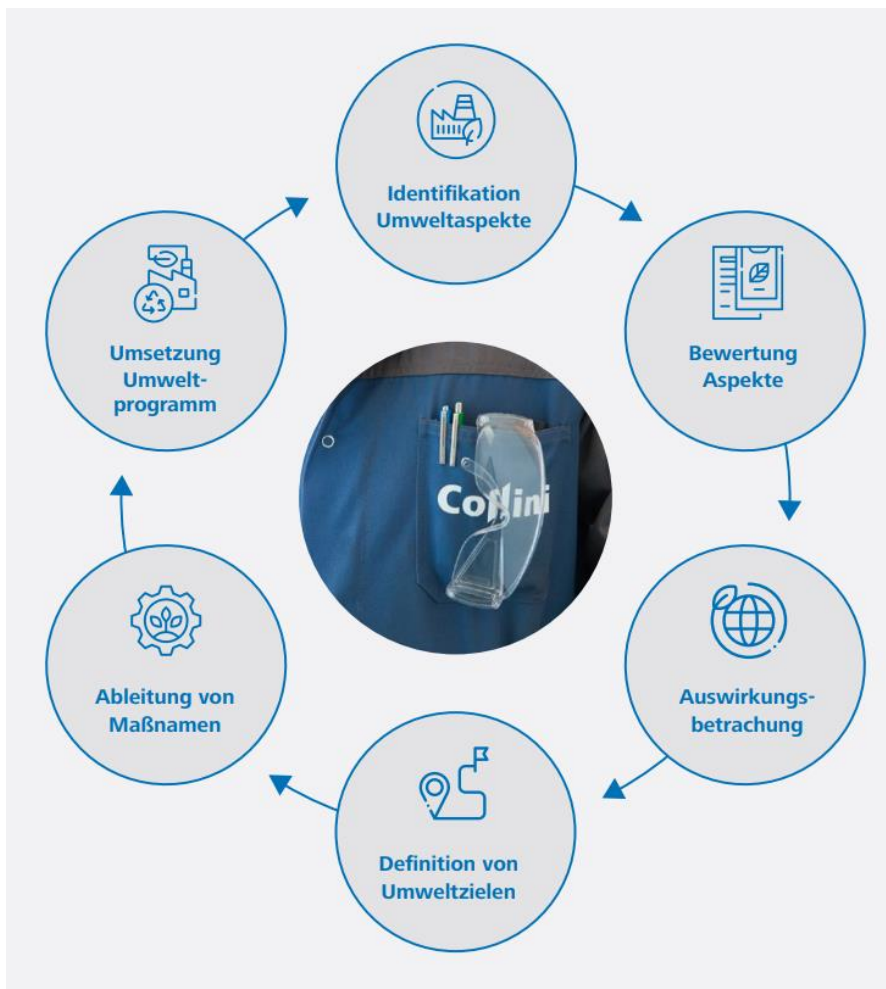 Identifikation
Umweltaspekte
Bewertung
Aspekte
Auswirkungs-
betrachung
Definition von
Umweltzielen
Ableitung von
Maßnamen
Umsetzung
Umwelt-
programm
Collini